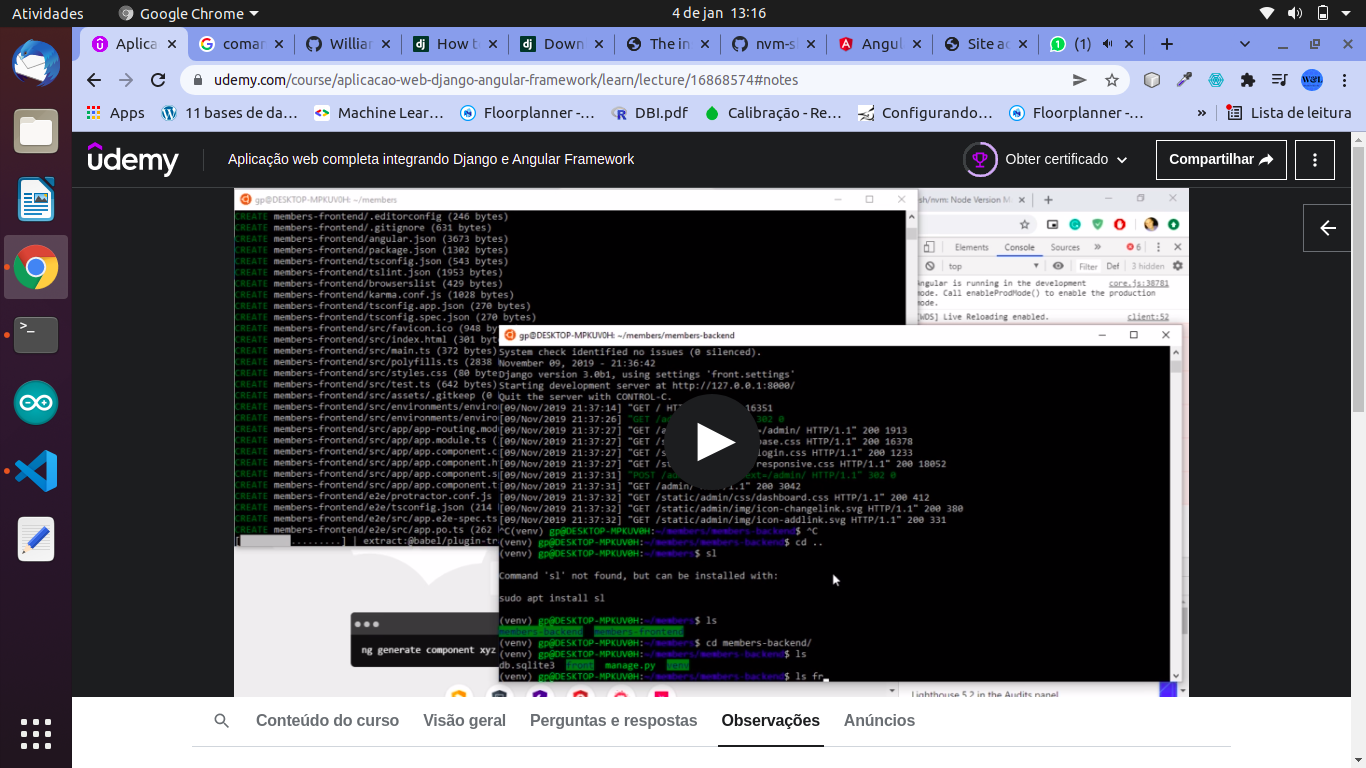 Atividades
Google Chrome
4 de jan 13:16
Aplica
comar
Willian
How t
Down
The in
nvm-s
Angul
Site ac
(1)
udemy.com/course/aplicacao-web-django-angular-framework/learn/lecture/16868574#notes
Apps
11 bases de da…
Machine Lear…
Floorplanner -…
DBI.pdf
Calibração - Re…
Configurando…
Floorplanner -…
»
Lista de leitura
udemy
Aplicação web completa integrando Django e Angular Framework
Obter certificado
Compartilhar
gp@DESKTOP-MPKUV0H: ~/members
CREATE members-frontend/.editorconfig (246 bytes)
CREATE members-frontend/.gitignore (631 bytes)
CREATE members-frontend/angular.json (3673 bytes)
CREATE members-frontend/package.json (1302 bytes)
CREATE members-frontend/tsconfig.json (543 bytes)
CREATE members-frontend/tslint.json (1953 bytes)
CREATE members-frontend/browserslist (429 bytes)
CREATE members-frontend/karma.conf.js (1028 bytes)
CREATE members-frontend/tsconfig.app.json (270 bytes)
CREATE members-frontend/tsconfig.spec.json (270 bytes)
CREATE members-frontend/src/favicon.ico (948 by
CREATE members-frontend/src/index.html (301 byt
CREATE members-frontend/src/main.ts (372 bytes)
CREATE members-frontend/src/polyfills.ts (2838
CREATE members-frontend/src/styles.css (80 byte
CREATE members-frontend/src/test.ts (642 bytes)
CREATE members-frontend/src/assets/.gitkeep (0
CREATE members-frontend/src/environments/enviro
CREATE members-frontend/src/environments/enviro
CREATE members-frontend/src/app/app-routing.mod
CREATE members-frontend/src/app/app.module.ts (
CREATE members-frontend/src/app/app.component.c
CREATE members-frontend/src/app/app.component.h
CREATE members-frontend/src/app/app.component.s
CREATE members-frontend/src/app/app.component.t
CREATE members-frontend/e2e/protractor.conf.js
CREATE members-frontend/e2e/tsconfig.json (214
CREATE members-frontend/e2e/src/app.e2e-spec.ts
CREATE members-frontend/e2e/src/app.po.ts (262
[ .........] | extract:@babel/plugin-tr
sh/nvm: Node Version M
Elements Console Sources » 6
top Filter Def 3 hidden
Angular is running in the development core.js:38781
mode. Call enableProdMode() to enable the production
mode.
[WDS] Live Reloading enabled. client:52
gp@DESKTOP-MPKUV0H: ~/members/members-backend
System check identified no issues (0 silenced).
November 09, 2019 - 21:36:42
Django version 3.0b1, using settings 'front.settings'
Starting development server at http://127.0.0.1:8000/
Quit the server with CONTROL-C.
[09/Nov/2019 21:37:14] "GET / HT 16351
[09/Nov/2019 21:37:26] "GET /a 302 0
[09/Nov/2019 21:37:27] "GET /a =/admin/ HTTP/1.1" 200 1913
[09/Nov/2019 21:37:27] "GET /s base.css HTTP/1.1" 200 16378
[09/Nov/2019 21:37:27] "GET /s login.css HTTP/1.1" 200 1233
[09/Nov/2019 21:37:27] "GET /st responsive.css HTTP/1.1" 200 18052
[09/Nov/2019 21:37:31] "POST /a ext=/admin/ HTTP/1.1" 302 0
[09/Nov/2019 21:37:31] "GET /admin/ /1.1" 200 3042
[09/Nov/2019 21:37:32] "GET /static/admin/css/dashboard.css HTTP/1.1" 200 412
[09/Nov/2019 21:37:32] "GET /static/admin/img/icon-changelink.svg HTTP/1.1" 200 380
[09/Nov/2019 21:37:32] "GET /static/admin/img/icon-addlink.svg HTTP/1.1" 200 331
^C(venv) gp@DESKTOP-MPKUV0H:~/members/members-backend$ ^C
(venv) gp@DESKTOP-MPKUV0H:~/members/members-backend$ cd ..
(venv) gp@DESKTOP-MPKUV0H:~/members$ sl
Command 'sl' not found, but can be installed with:
sudo apt install sl
(venv) gp@DESKTOP-MPKUV0H:~/members$ ls
members-backend members-frontend
(venv) gp@DESKTOP-MPKUV0H:~/members$ cd members-backend/
(venv) gp@DESKTOP-MPKUV0H:~/members/members-backend$ ls
db.sqlite3 front manage.py venv
(venv) gp@DESKTOP-MPKUV0H:~/members/members-backend$ ls fr
ng generate component xyz
Lighthouse 5.2 in the Audits panel
Conteúdo do curso
Visão geral
Perguntas e respostas
Observações
Anúncios